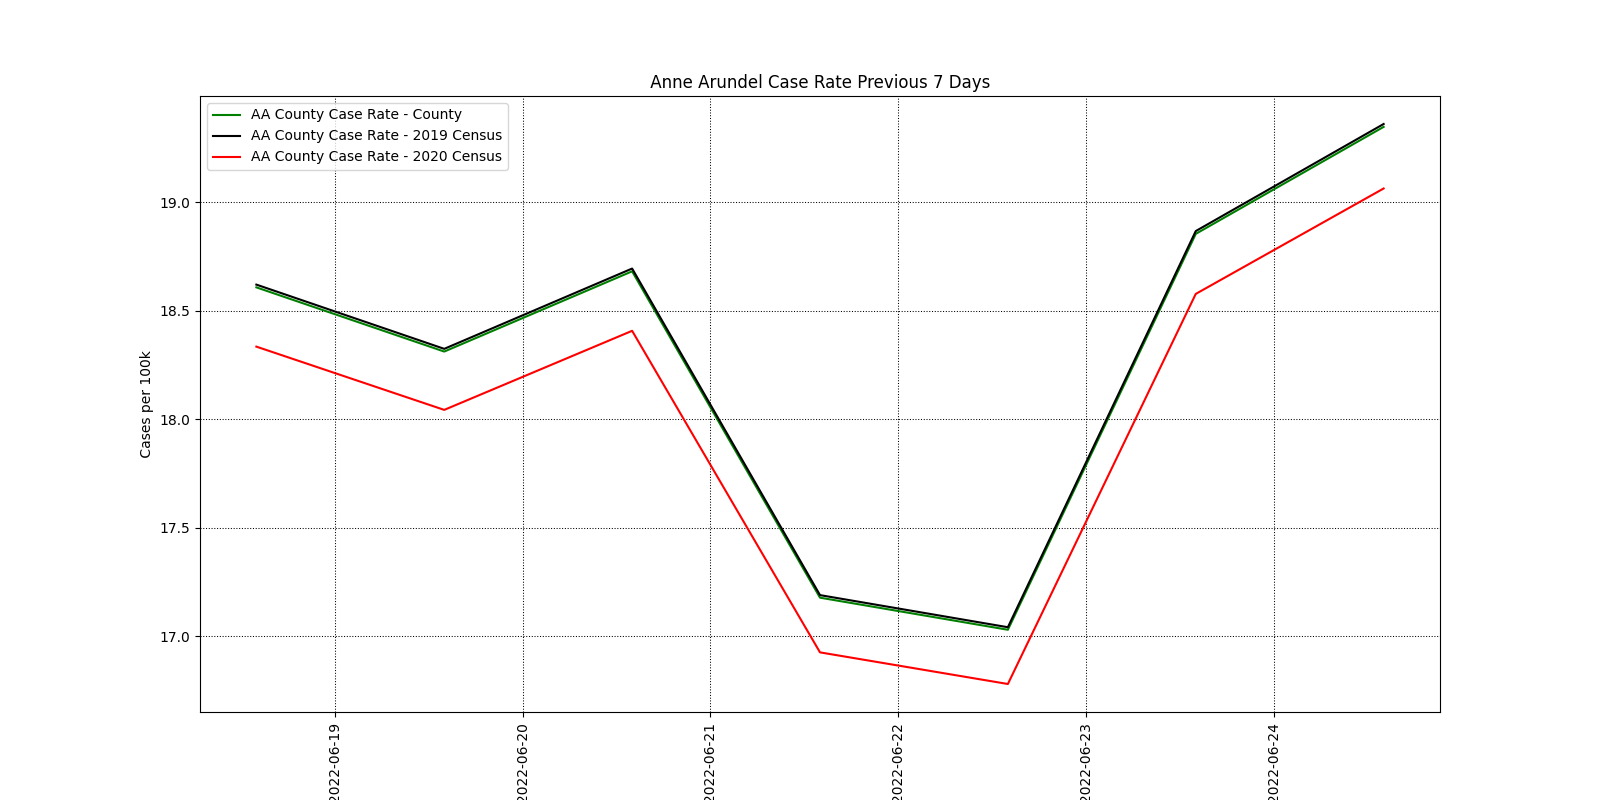 Anne Arundel Case Rate Previous 7 Days
AA County Case Rate - County
AA County Case Rate - 2019 Census
AA County Case Rate - 2020 Census
Cases per 100k
19.0
18.5
18.0
17.5
17.0
2022-06-19
2022-06-20
2022-06-21
2022-06-22
2022-06-23
2022-06-24